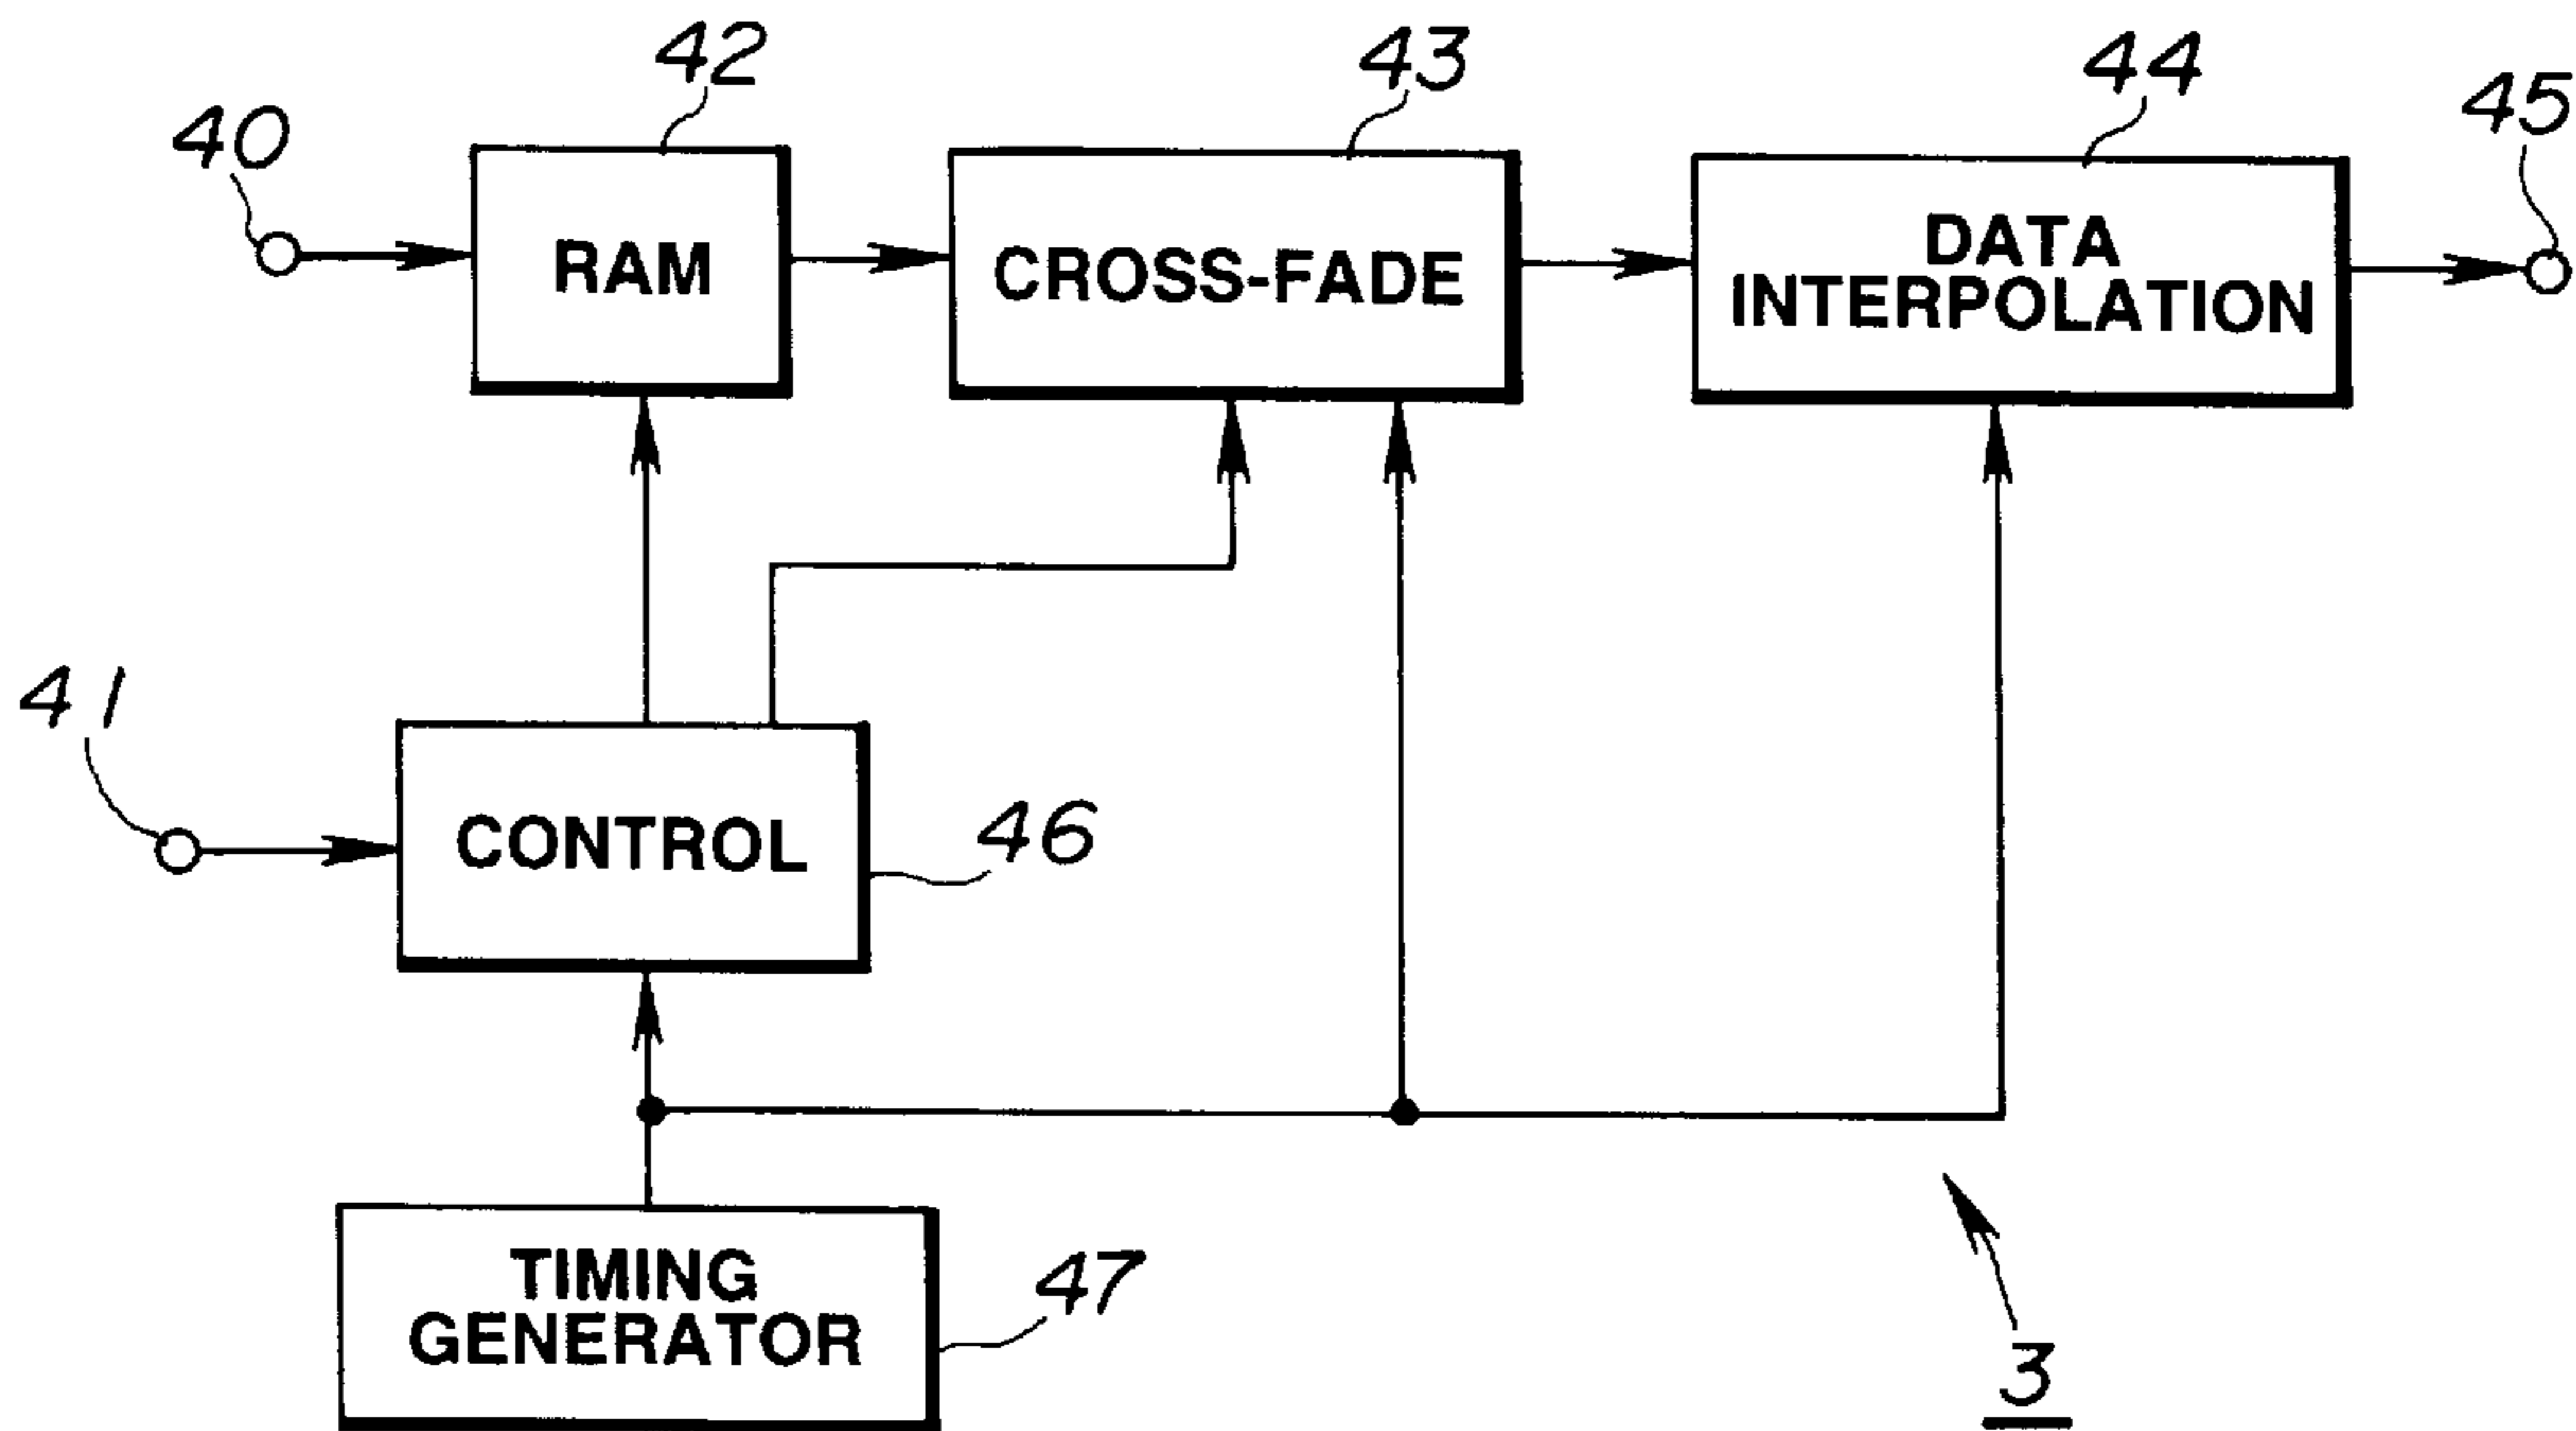 42
43
44
45
40
RAM
CROSS-FADE
DATA
INTERPOLATION
41
CONTROL
46
TIMING
GENERATOR
47
3